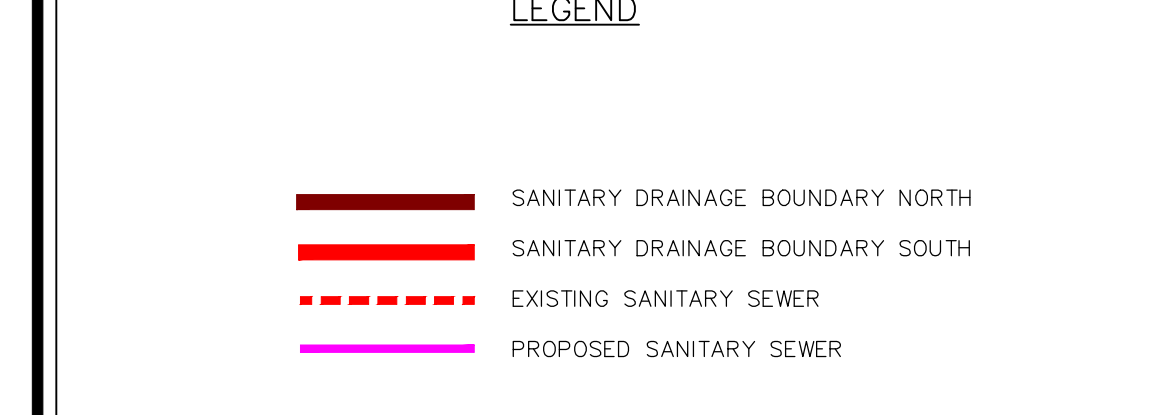 LEGEND
SANITARY DRAINAGE BOUNDARY NORTH
SANITARY DRAINAGE BOUNDARY SOUTH
EXISTING SANITARY SEWER
PROPOSED SANITARY SEWER